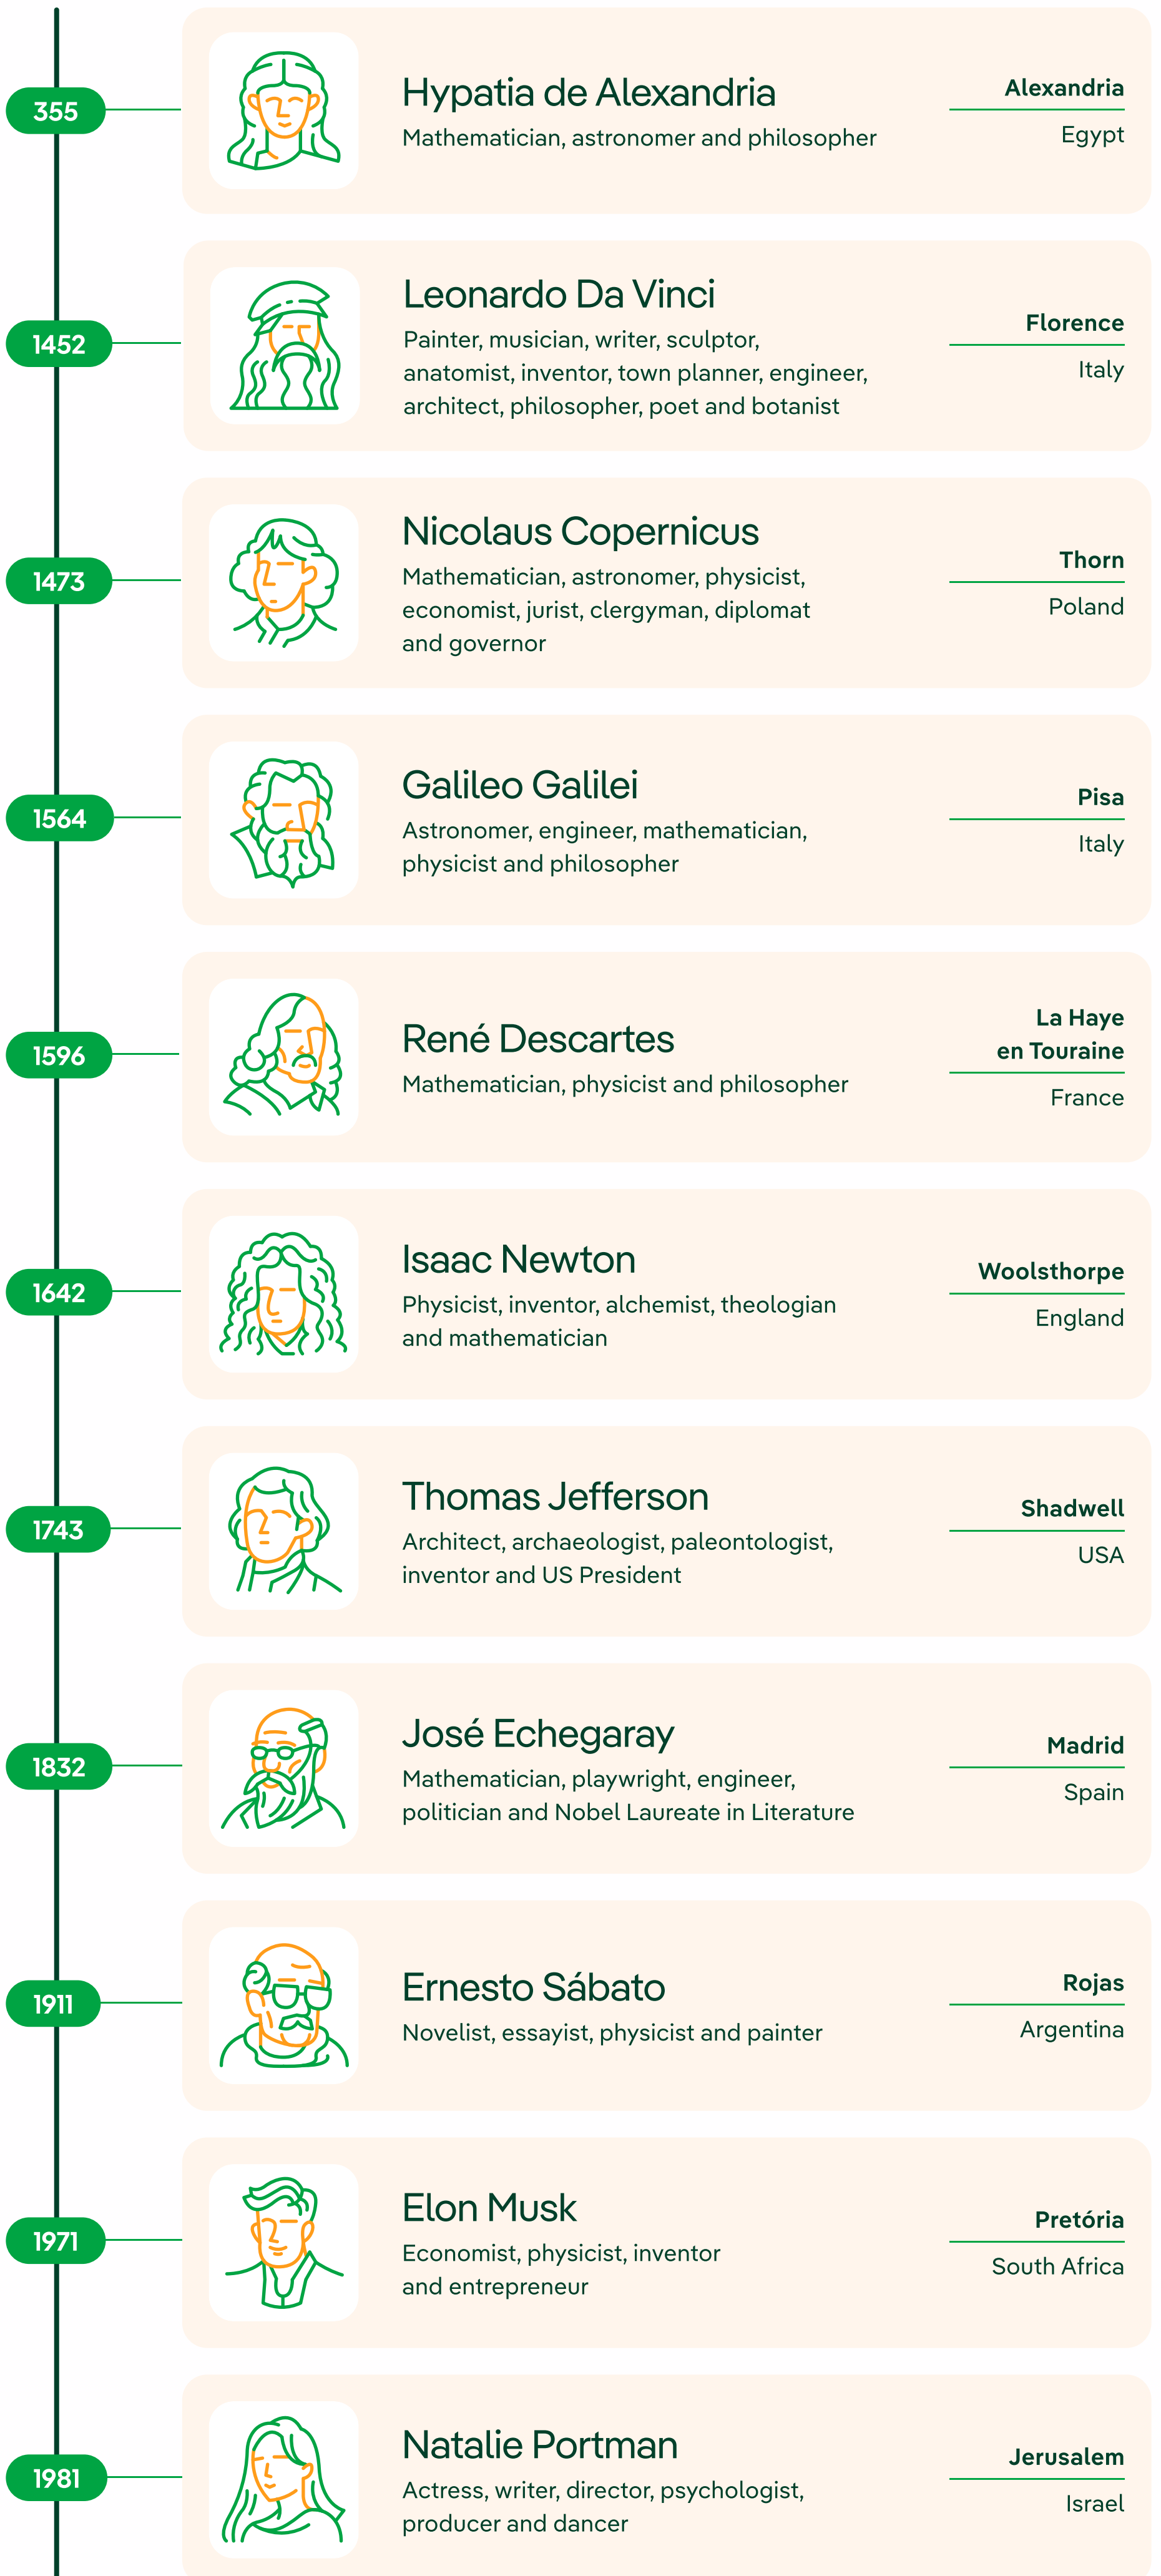 355
Hypatia de Alexandria
Mathematician, astronomer and philosopher
Alexandria
Egypt
1452
Leonardo Da Vinci
Painter, musician, writer, sculptor,
anatomist, inventor, town planner, engineer,
architect, philosopher, poet and botanist
Florence
Italy
1473
Nicolaus Copernicus
Mathematician, astronomer, physicist,
economist, jurist, clergyman, diplomat
and governor
Thorn
Poland
1564
Galileo Galilei
Astronomer, engineer, mathematician,
physicist and philosopher
Pisa
Italy
1596
René Descartes
Mathematician, physicist and philosopher
La Haye
en Touraine
France
1642
Isaac Newton
Physicist, inventor, alchemist, theologian
and mathematician
Woolsthorpe
England
1743
Thomas Jefferson
Architect, archaeologist, paleontologist,
inventor and US President
Shadwell
USA
1832
José Echegaray
Mathematician, playwright, engineer,
politician and Nobel Laureate in Literature
Madrid
Spain
1911
Ernesto Sábato
Novelist, essayist, physicist and painter
Rojas
Argentina
1971
Elon Musk
Economist, physicist, inventor
and entrepreneur
Pretória
South Africa
1981
Natalie Portman
Actress, writer, director, psychologist,
producer and dancer
Jerusalem
Israel